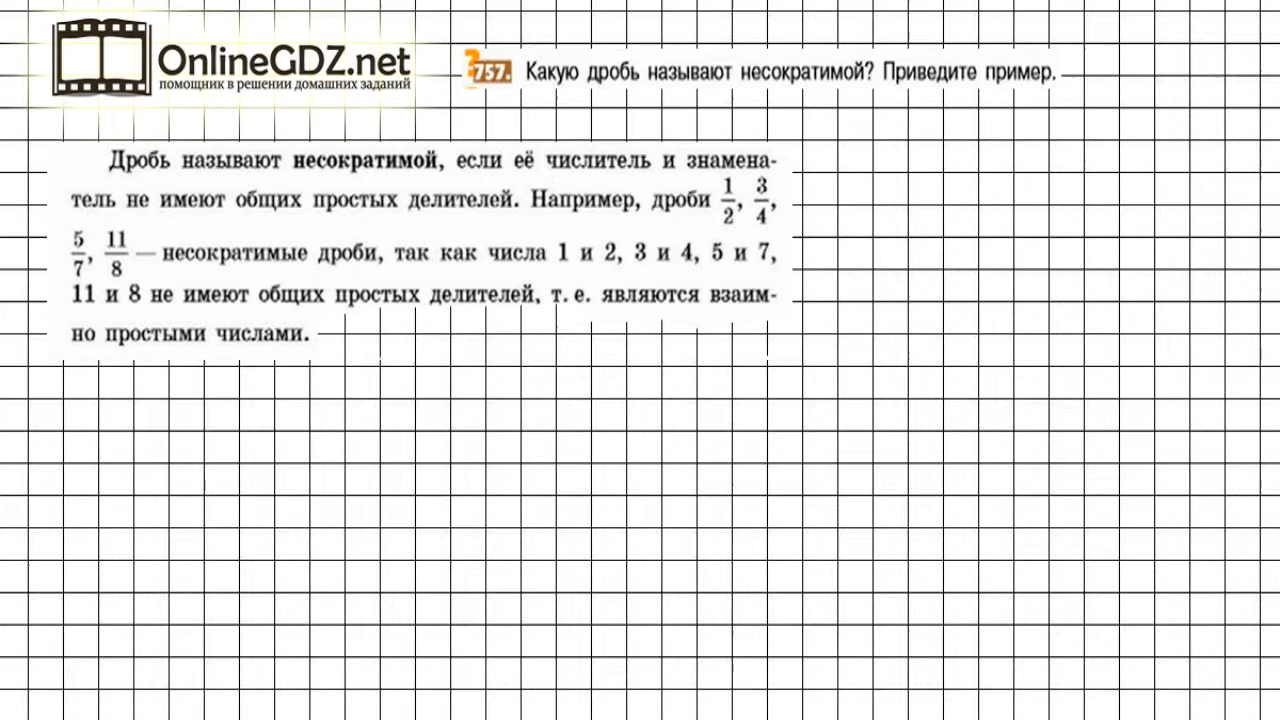 OnlineGDZ.net
помощник в решении домашних заданий
757. Какую дробь называют несократимой? Приведите пример.
Дробь называют несократимой, если её числитель и знамена-
тель не имеют общих простых делителей. Например, дроби 1/2, 3/4,
5/7, 11/8 — несократимые дроби, так как числа 1 и 2, 3 и 4, 5 и 7,
11 и 8 не имеют общих простых делителей, т. е. являются взаим-
но простыми числами.